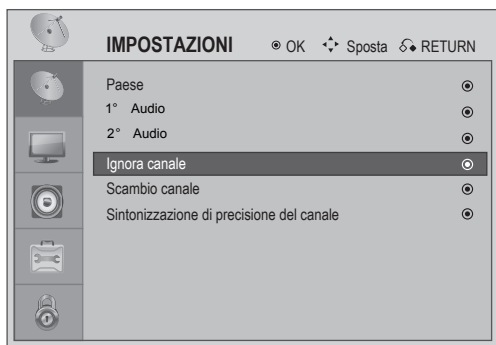 IMPOSTAZIONI OK Sposta RETURN
Paese
1° Audio
2° Audio
Ignora canale
Scambio canale
Sintonizzazione di precisione del canale